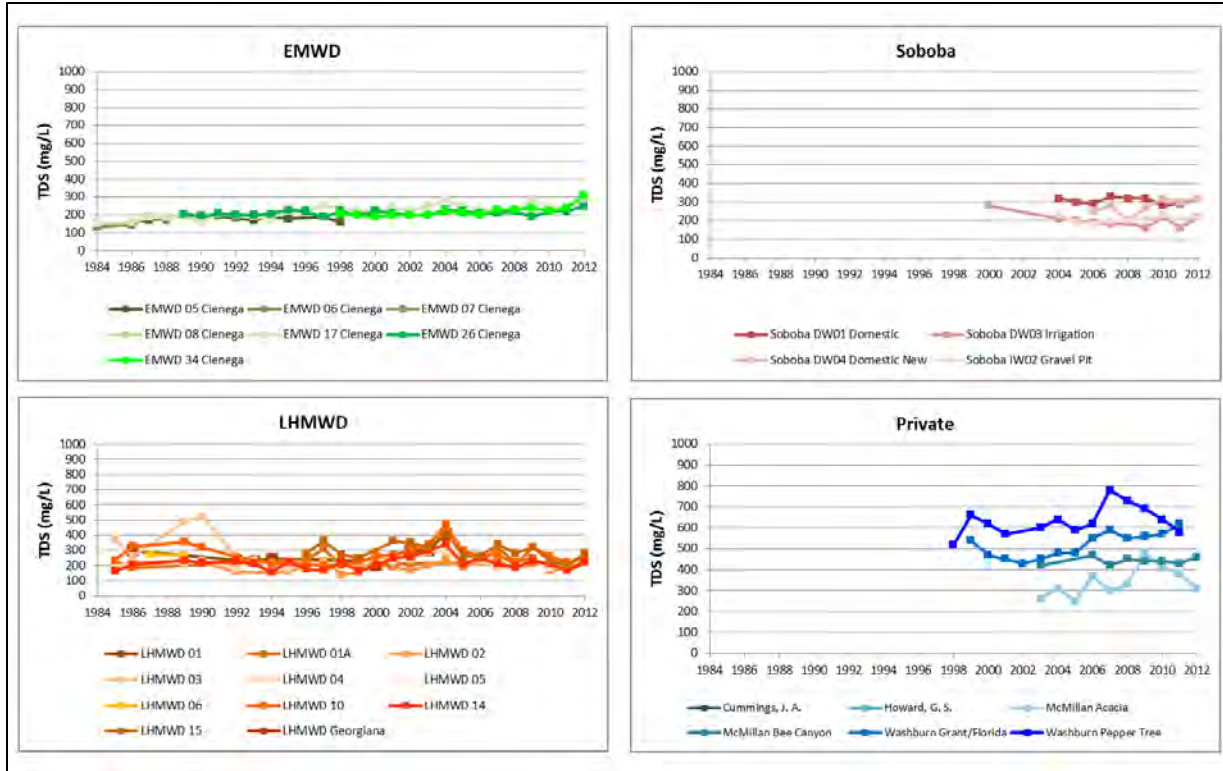 EMWD
TDS (mg/L)
1000
900
800
700
600
500
400
300
200
100
0
1984 1986 1988 1990 1992 1994 1996 1998 2000 2002 2004 2006 2008 2010 2012
EMWD 05 Cienega EMWD 06 Cienega EMWD 07 Cienega
EMWD 08 Cienega EMWD 17 Cienega EMWD 26 Cienega
EMWD 34 Cienega
Soboba
TDS (mg/L)
1000
900
800
700
600
500
400
300
200
100
0
1984 1986 1988 1990 1992 1994 1996 1998 2000 2002 2004 2006 2008 2010 2012
Soboba DW01 Domestic Soboba DW03 Irrigation
Soboba DW04 Domestic New Soboba IW02 Gravel Pit
LHMWD
TDS (mg/L)
1000
900
800
700
600
500
400
300
200
100
0
1984 1986 1988 1990 1992 1994 1996 1998 2000 2002 2004 2006 2008 2010 2012
LHMWD 01 LHMWD 01A LHMWD 02
LHMWD 03 LHMWD 04 LHMWD 05
LHMWD 06 LHMWD 10 LHMWD 14
LHMWD 15 LHMWD Georgiana
Private
TDS (mg/L)
1000
900
800
700
600
500
400
300
200
100
0
1984 1986 1988 1990 1992 1994 1996 1998 2000 2002 2004 2006 2008 2010 2012
Cummings, J. A. Howard, G. S. McMillan Acacia
McMillan Bee Canyon Washburn Grant/Florida Washburn Pepper Tree